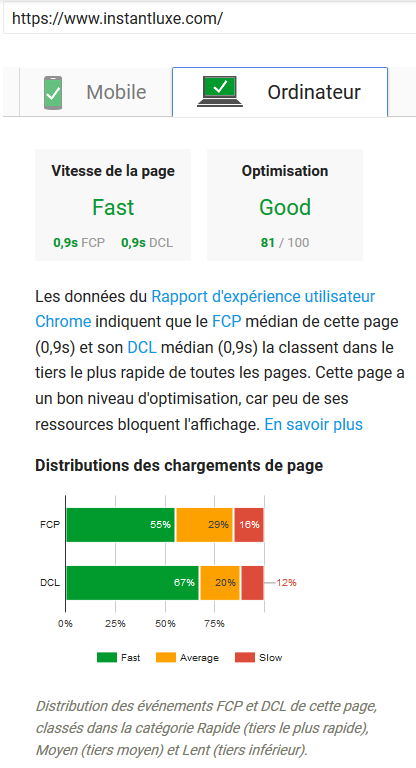 https://www.instantluxe.com/
Mobile
Ordinateur
Vitesse de la page
Fast
0,9s FCP 0,9s DCL
Optimisation
Good
81 / 100
Les données du Rapport d'expérience utilisateur
Chrome indiquent que le FCP médian de cette page
(0,9s) et son DCL médian (0,9s) la classent dans le
tiers le plus rapide de toutes les pages. Cette page a
un bon niveau d'optimisation, car peu de ses
ressources bloquent l'affichage. En savoir plus
Distributions des chargements de page
FCP 55% 29% 16%
DCL 67% 20% 12%
0% 25% 50% 75%
Fast Average Slow
Distribution des événements FCP et DCL de cette page,
classés dans la catégorie Rapide (tiers le plus rapide),
Moyen (tiers moyen) et Lent (tiers inférieur).